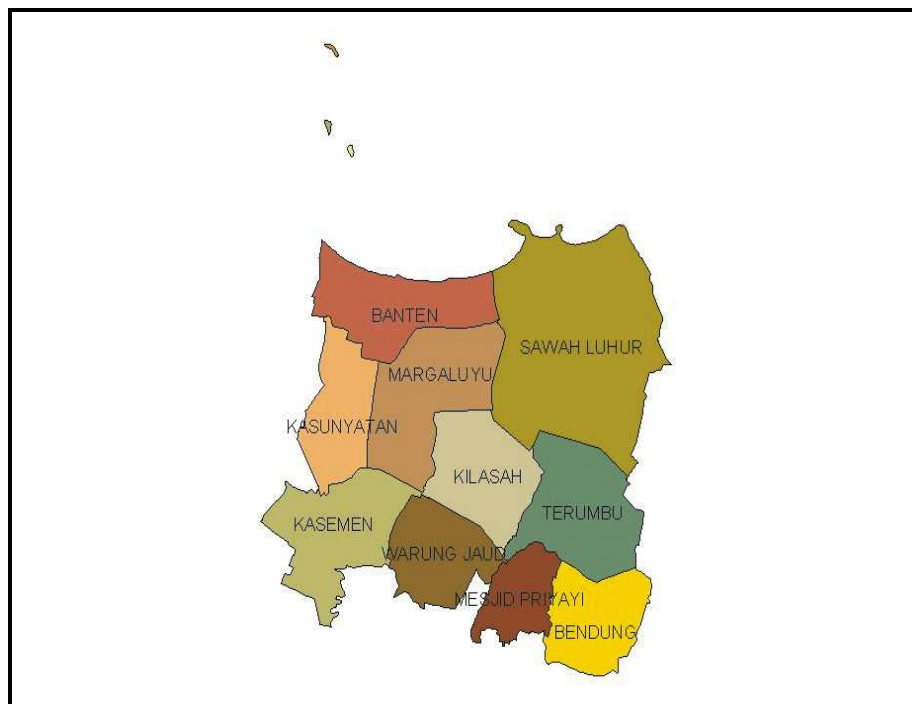 BANTEN
SAWAH LUHUR
MARGALUYU
KASUNYATAN
KILASAH
TERUMBU
KASEMEN
WARUNG JAUD
MESJID PRIYAYI
BENDUNG